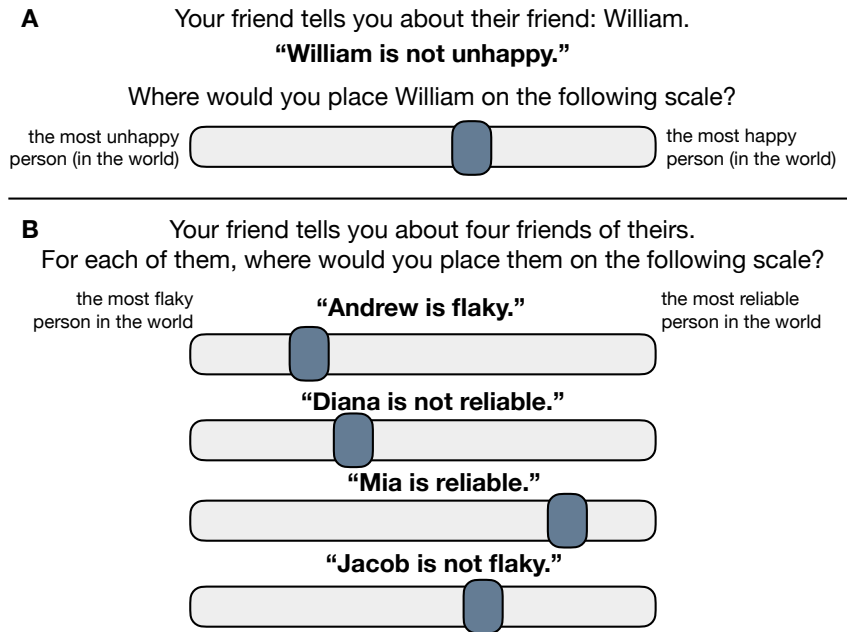 A
Your friend tells you about their friend: William.
“William is not unhappy.”
Where would you place William on the following scale?
the most unhappy
person (in the world)
the most happy
person (in the world)
B
Your friend tells you about four friends of theirs.
For each of them, where would you place them on the following scale?
the most flaky
person in the world
“Andrew is flaky.”
the most reliable
person in the world
“Diana is not reliable.”
“Mia is reliable.”
“Jacob is not flaky.”